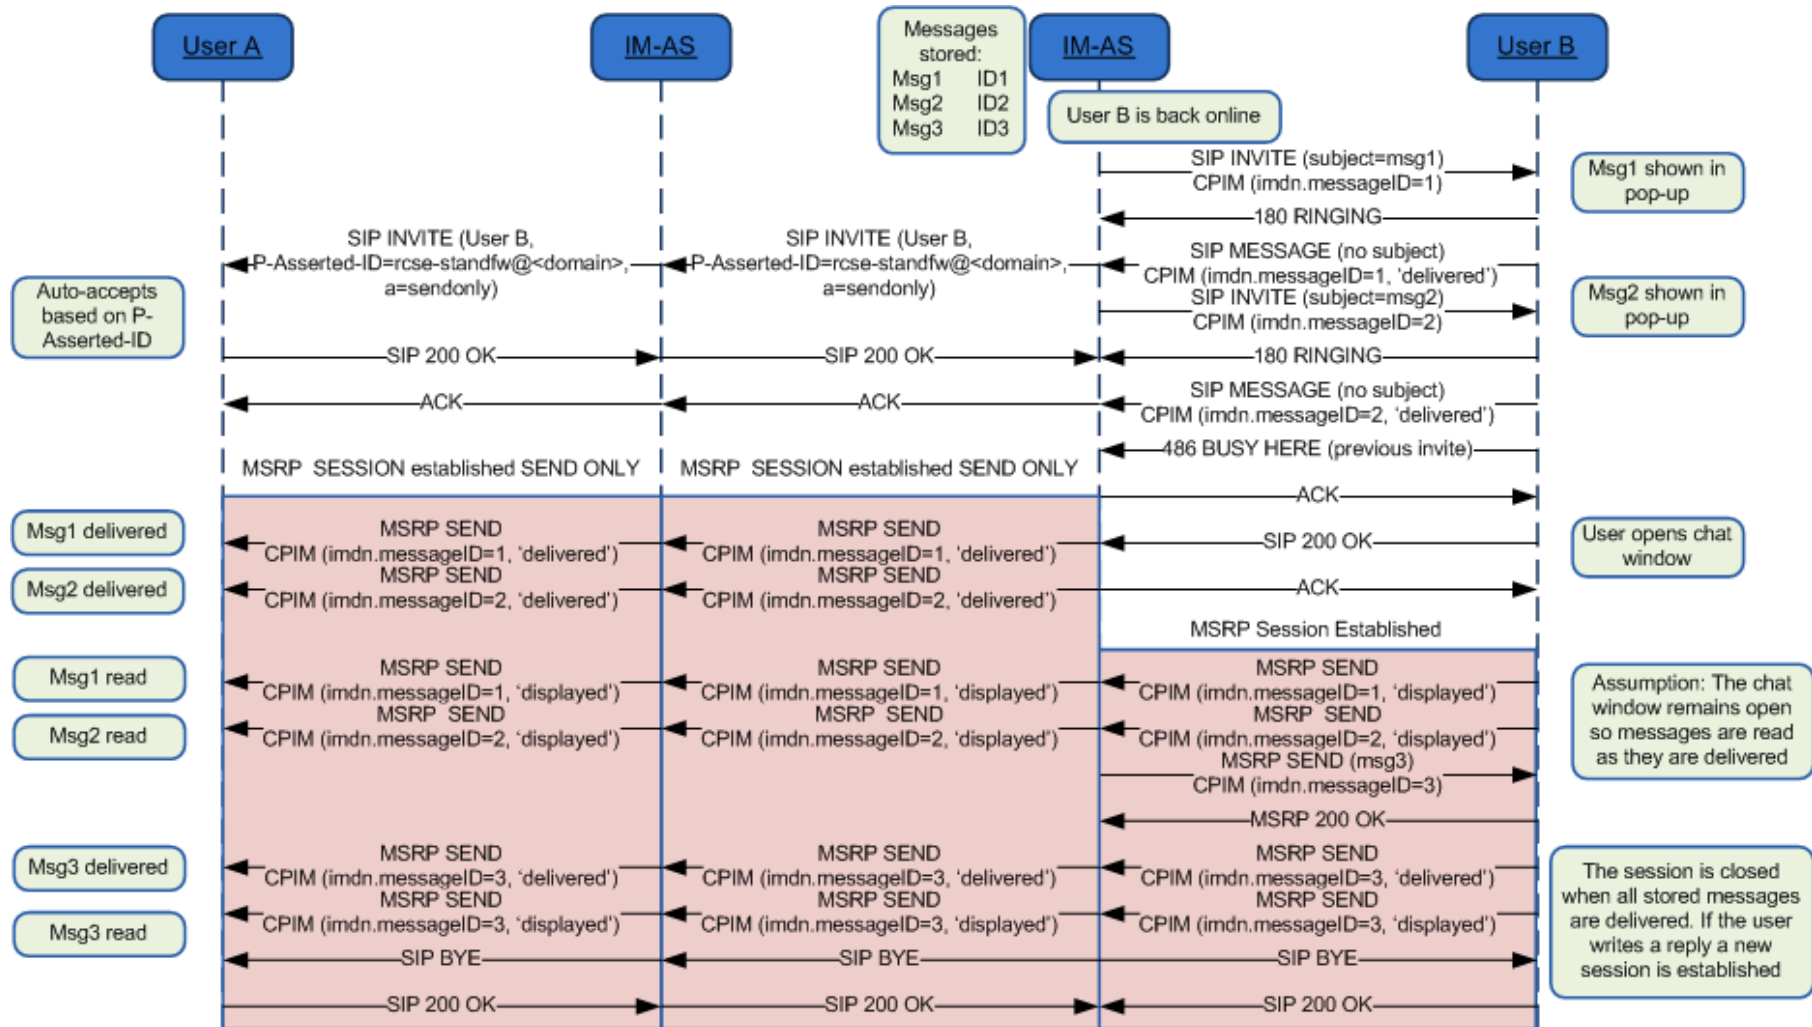 User A
IM-AS
Messages
stored:
Msg1 ID1
Msg2 ID2
Msg3 ID3
IM-AS
User B
User B is back online
SIP INVITE (subject=msg1)
CPIM (imdn.messageID=1)
Msg1 shown in
pop-up
180 RINGING
SIP INVITE (User B,
P-Asserted-ID=rcse-standfw@<domain>,
a=sendonly)
SIP INVITE (User B,
P-Asserted-ID=rcse-standfw@<domain>,
a=sendonly)
SIP MESSAGE (no subject)
CPIM (imdn.messageID=1, 'delivered')
Auto-accepts
based on P-
Asserted-ID
SIP INVITE (subject=msg2)
CPIM (imdn.messageID=2)
Msg2 shown in
pop-up
SIP 200 OK
SIP 200 OK
180 RINGING
ACK
ACK
SIP MESSAGE (no subject)
CPIM (imdn.messageID=2, 'delivered')
486 BUSY HERE (previous invite)
MSRP SESSION established SEND ONLY
MSRP SESSION established SEND ONLY
ACK
Msg1 delivered
MSRP SEND
CPIM (imdn.messageID=1, 'delivered')
MSRP SEND
CPIM (imdn.messageID=1, 'delivered')
SIP 200 OK
User opens chat
window
Msg2 delivered
MSRP SEND
CPIM (imdn.messageID=2, 'delivered')
MSRP SEND
CPIM (imdn.messageID=2, 'delivered')
ACK
MSRP Session Established
Msg1 read
MSRP SEND
CPIM (imdn.messageID=1, 'displayed')
MSRP SEND
CPIM (imdn.messageID=1, 'displayed')
MSRP SEND
CPIM (imdn.messageID=1, 'displayed')
Assumption: The chat
window remains open
so messages are read
as they are delivered
Msg2 read
MSRP SEND
CPIM (imdn.messageID=2, 'displayed')
MSRP SEND
CPIM (imdn.messageID=2, 'displayed')
MSRP SEND
CPIM (imdn.messageID=2, 'displayed')
MSRP SEND (msg3)
CPIM (imdn.messageID=3)
MSRP 200 OK
Msg3 delivered
MSRP SEND
CPIM (imdn.messageID=3, 'delivered')
MSRP SEND
CPIM (imdn.messageID=3, 'delivered')
MSRP SEND
CPIM (imdn.messageID=3, 'delivered')
The session is closed
when all stored messages
are delivered. If the user
writes a reply a new
session is established
Msg3 read
MSRP SEND
CPIM (imdn.messageID=3, 'displayed')
MSRP SEND
CPIM (imdn.messageID=3, 'displayed')
MSRP SEND
CPIM (imdn.messageID=3, 'displayed')
SIP BYE
SIP BYE
SIP BYE
SIP 200 OK
SIP 200 OK
SIP 200 OK